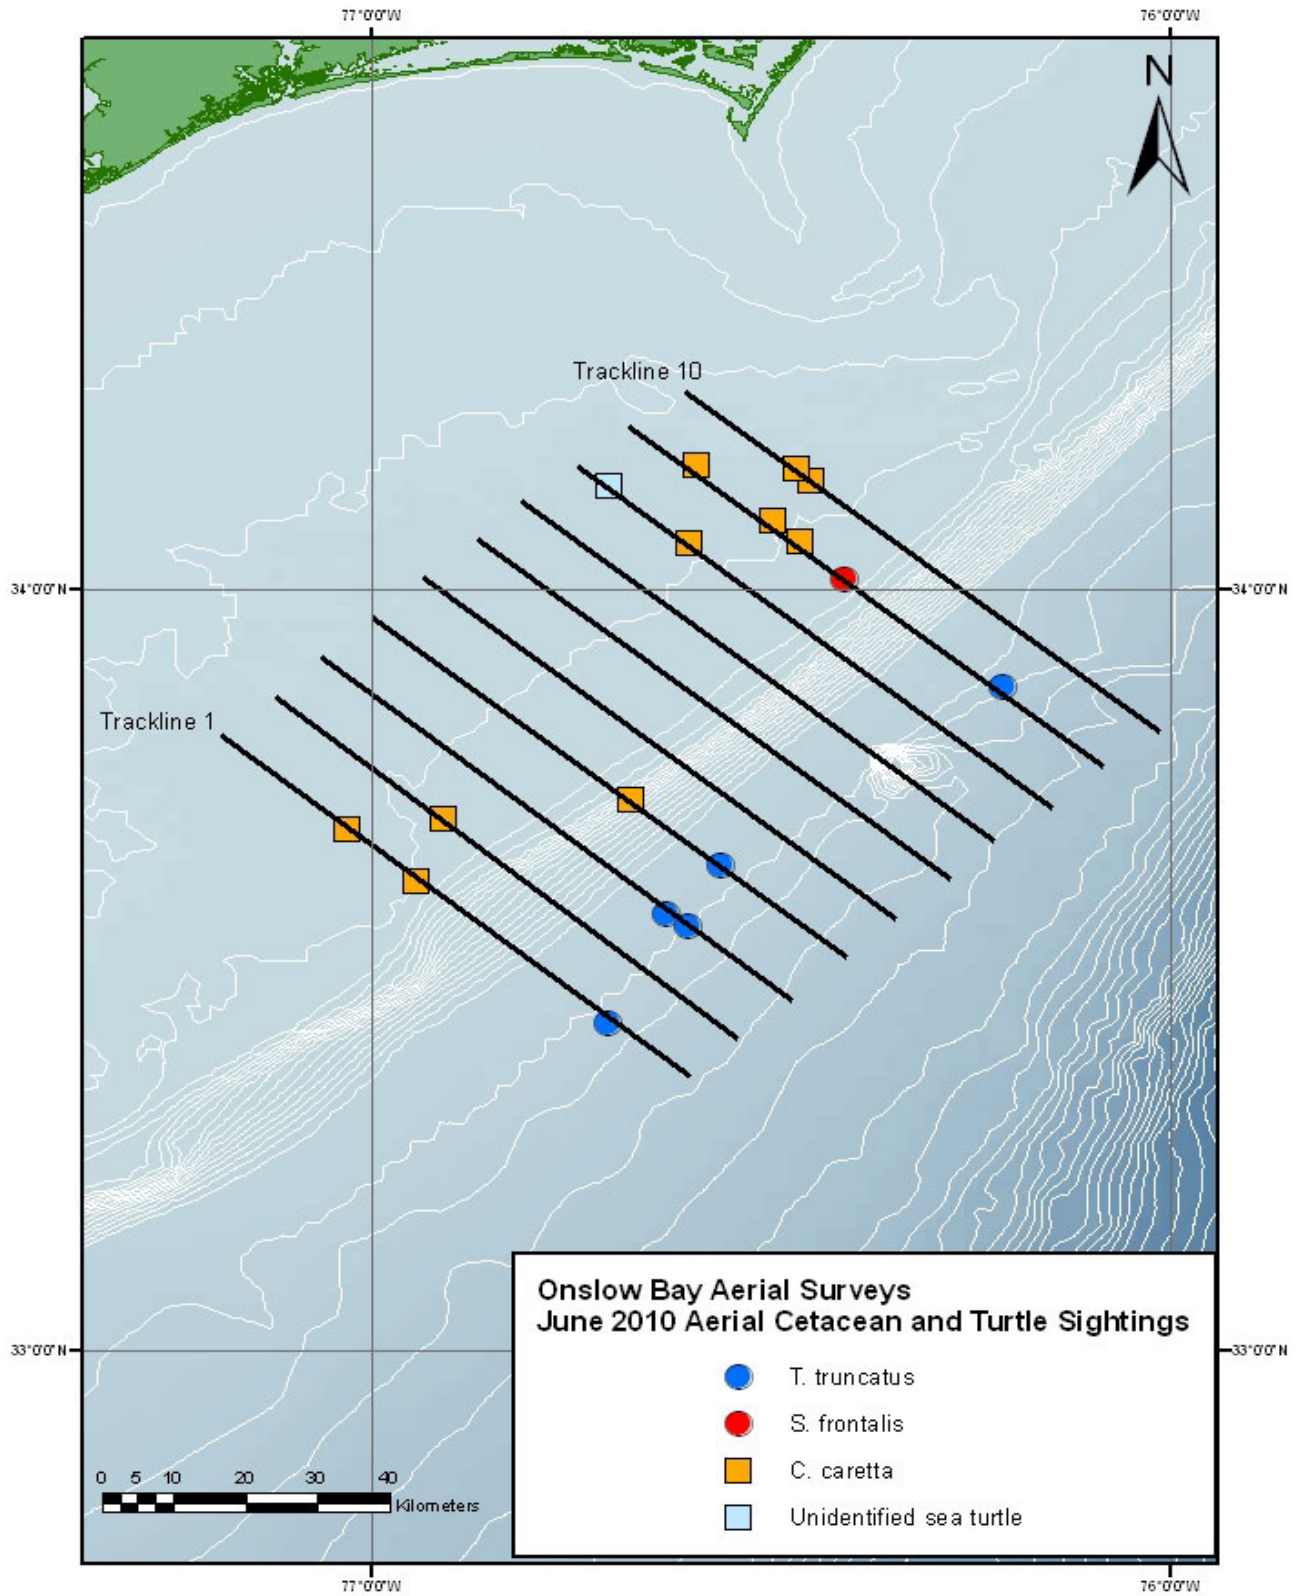 77°0'0"W
76°0'0"W
N
Trackline 10
34°0'0"N
34°0'0"N
Trackline 1
Onslow Bay Aerial Surveys
June 2010 Aerial Cetacean and Turtle Sightings
33°0'0"N
33°0'0"N
T. truncatus
S. frontalis
C. caretta
Unidentified sea turtle
0 5 10 20 30 40
Kilometers
77°0'0"W
76°0'0"W